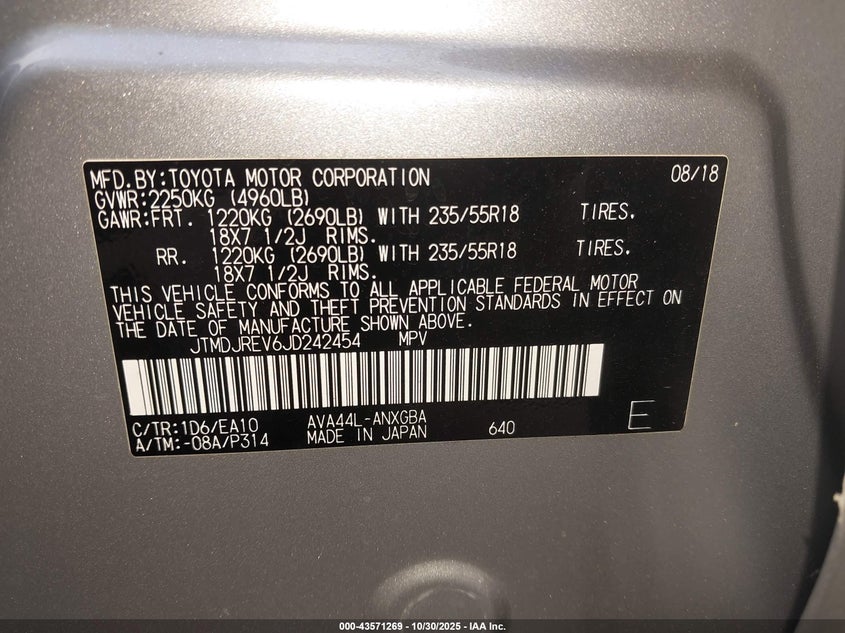 MFD.BY:TOYOTA MOTOR CORPORATION 08/18
GVWR:2250KG (4960LB)
GAWR:FRT. 1220KG (2690LB) WITH 235/55R18 TIRES.
18X7 1/2J RIMS.
RR. 1220KG (2690LB) WITH 235/55R18 TIRES.
18X7 1/2J RIMS.
THIS VEHICLE CONFORMS TO ALL APPLICABLE FEDERAL MOTOR
VEHICLE SAFETY AND THEFT PREVENTION STANDARDS IN EFFECT ON
THE DATE OF MANUFACTURE SHOWN ABOVE.
JTMDJREV6JD242454 MPV
C/TR:1D6/EA10 AVA44L-ANXGBA
A/TM:-08A/P314 MADE IN JAPAN 640 E
000-43571269 - 10/30/2025 - IAA Inc.